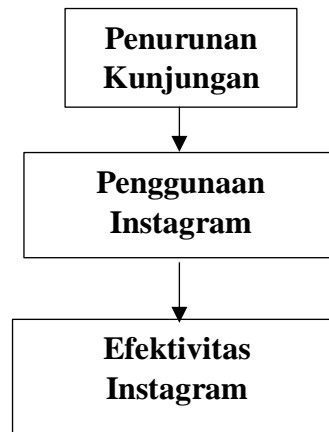 Penurunan
Kunjungan
Penggunaan
Instagram
Efektivitas
Instagram